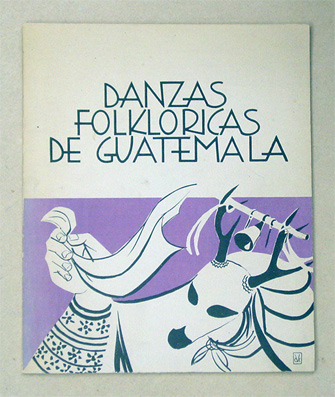 DANZAS
FOLKLORICAS
DE GUATEMALA